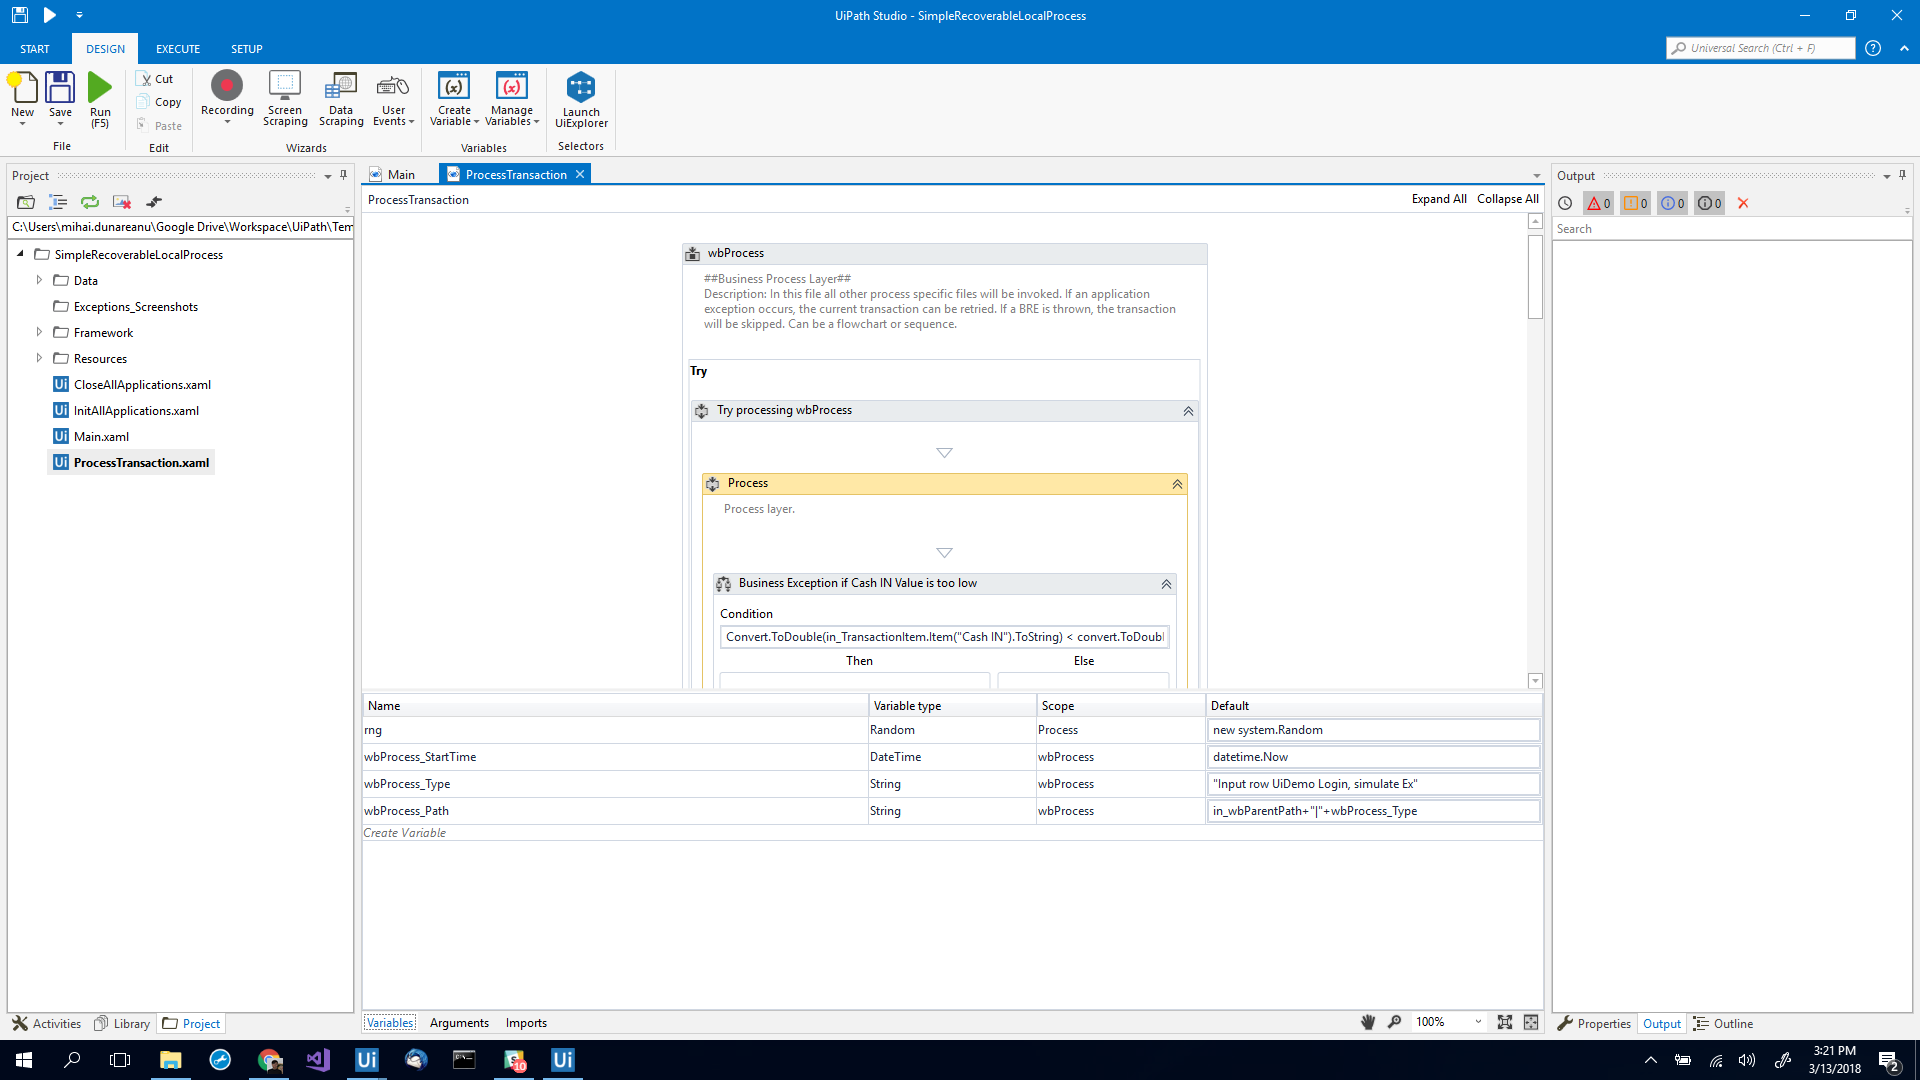 UiPath Studio - SimpleRecoverableLocalProcess
START DESIGN EXECUTE SETUP
Universal Search (Ctrl + F)
New
Save
Run
(F5)
File
Cut
Copy
Paste
Edit
Recording
Screen
Scraping
Data
Scraping
User
Events
Wizards
Create
Variable
Manage
Variables
Variables
Launch
UiExplorer
Selectors
Project
C:\Users\mihai.dunareanu\Google Drive\Workspace\UiPath\Tem
SimpleRecoverableLocalProcess
Data
Exceptions_Screenshots
Framework
Resources
Ui CloseAllApplications.xaml
Ui InitAllApplications.xaml
Ui Main.xaml
Ui ProcessTransaction.xaml
Activities Library Project
Main ProcessTransaction
ProcessTransaction
Expand All Collapse All
wbProcess
##Business Process Layer##
Description: In this file all other process specific files will be invoked. If an application
exception occurs, the current transaction can be retried. If a BRE is thrown, the transaction
will be skipped. Can be a flowchart or sequence.
Try
Try processing wbProcess
Process
Process layer.
Business Exception if Cash IN Value is too low
Condition
Convert.ToDouble(in_TransactionItem.Item("Cash IN").ToString) < convert.ToDoubl
Then Else
Name Variable type Scope Default
rng Random Process new system.Random
wbProcess_StartTime DateTime wbProcess datetime.Now
wbProcess_Type String wbProcess "Input row UiDemo Login, simulate Ex"
wbProcess_Path String wbProcess in_wbParentPath+"|"+wbProcess_Type
Create Variable
Variables Arguments Imports
100%
Output
0 0 0 0
Search
Properties Output Outline
Ui
10
Ui
3:21 PM
3/13/2018
2